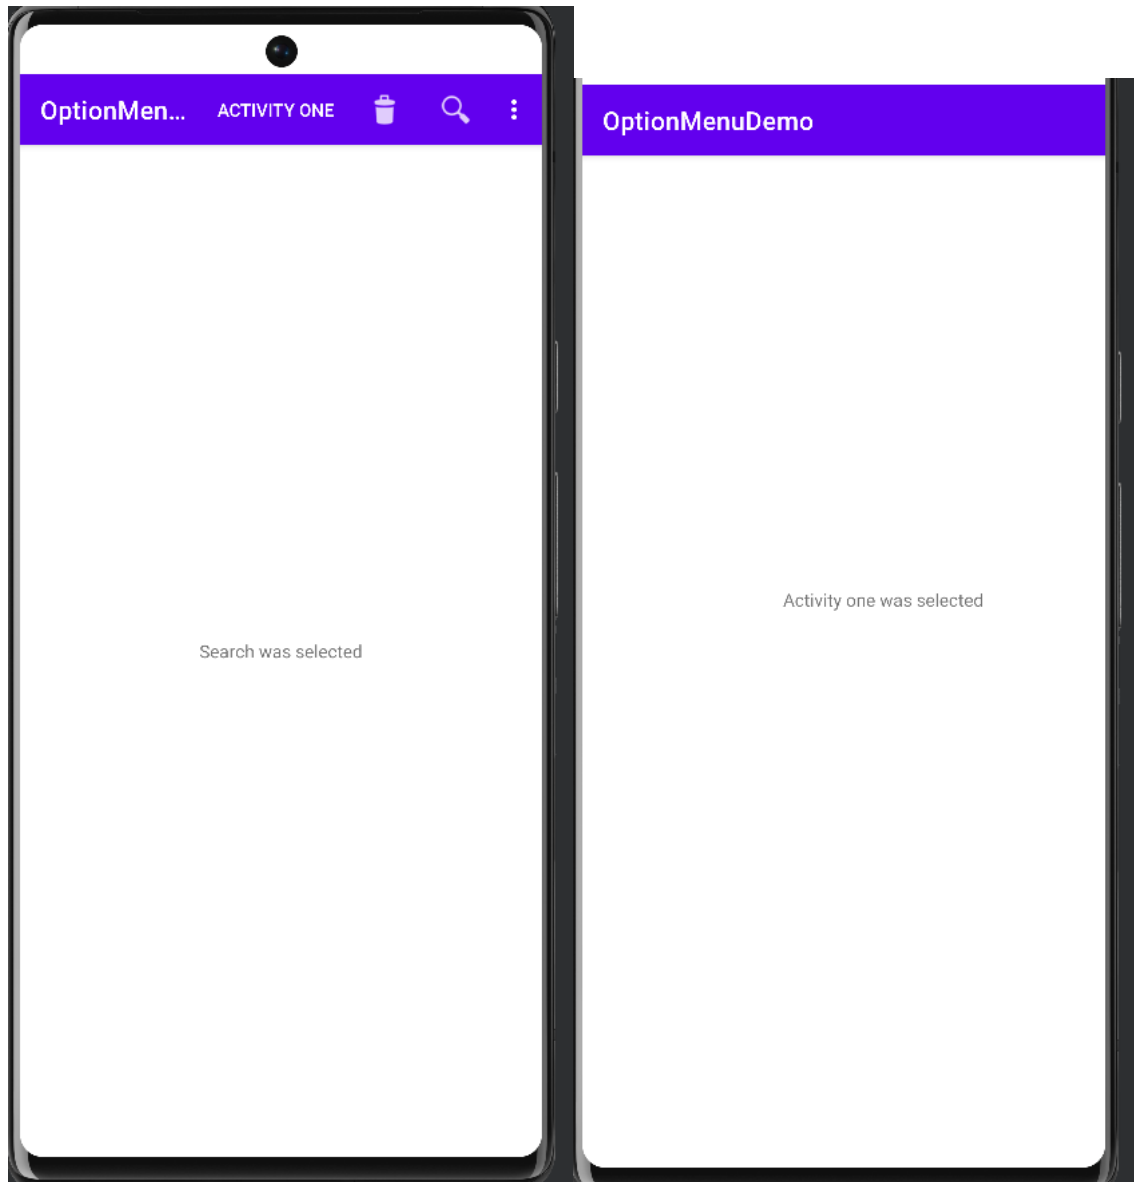 OptionMen... ACTIVITY ONE
Search was selected
OptionMenuDemo
Activity one was selected